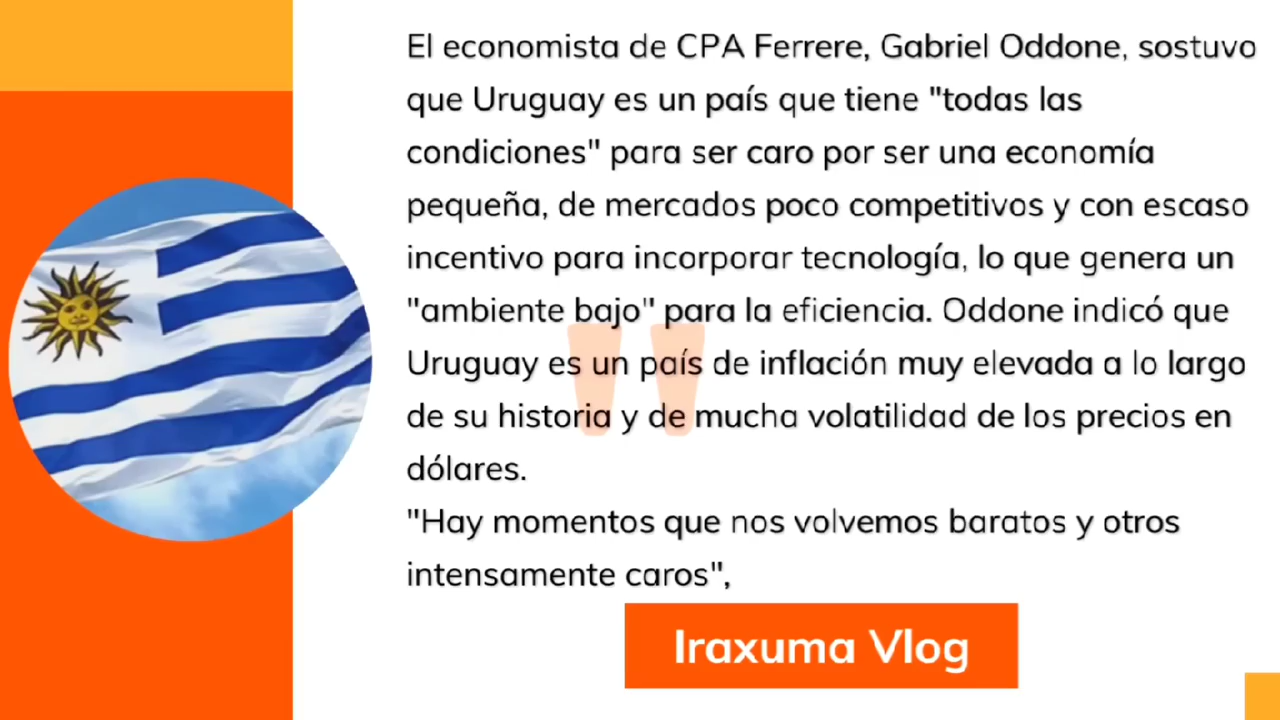 El economista de CPA Ferrere, Gabriel Oddone, sostuvo
que Uruguay es un país que tiene "todas las
condiciones" para ser caro por ser una economía
pequeña, de mercados poco competitivos y con escaso
incentivo para incorporar tecnología, lo que genera un
"ambiente bajo" para la eficiencia. Oddone indicó que
Uruguay es un país de inflación muy elevada a lo largo
de su historia y de mucha volatilidad de los precios en
dólares.
"Hay momentos que nos volvemos baratos y otros
intensamente caros",
Iraxuma Vlog